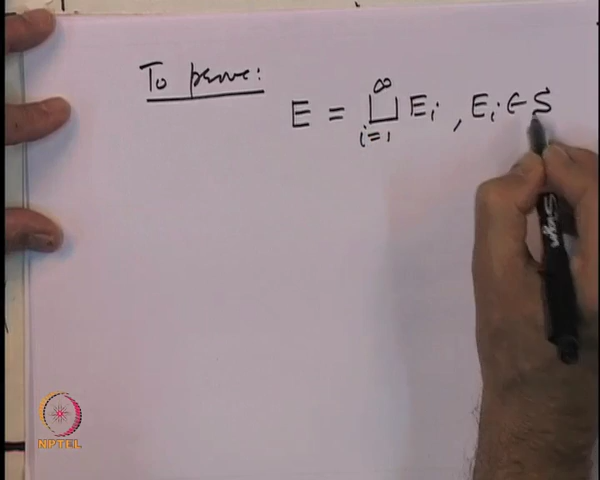 To prove:
E = ⊔_{i=1}^{∞} E_i , E_i ∈ S
NPTEL